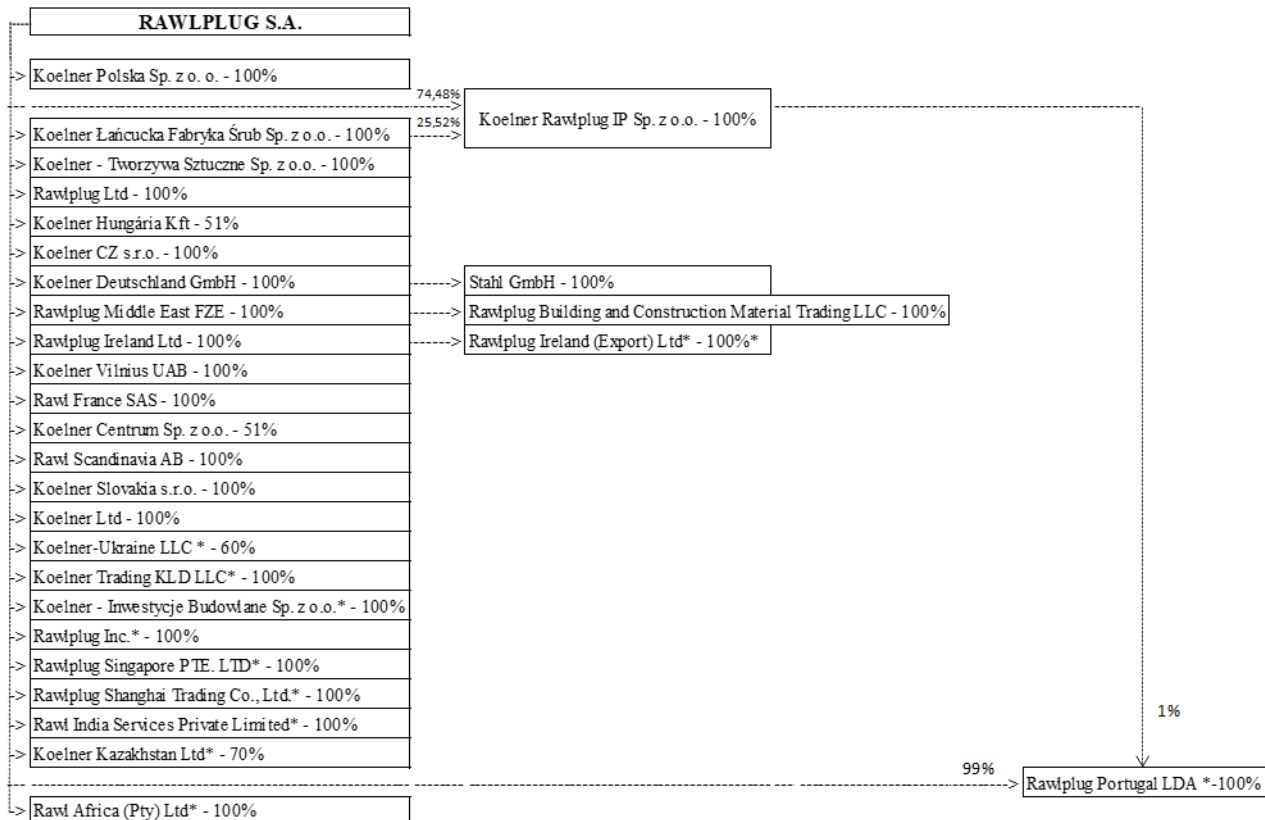 RAWLPLUG S.A.
Koelner Polska Sp. z o. o. - 100%
74,48%
Koelner Rawlplug IP Sp. z o.o. - 100%
25,52%
Koelner Łańcucka Fabryka Śrub Sp. z o.o. - 100%
Koelner - Tworzywa Sztuczne Sp. z o.o. - 100%
Rawlplug Ltd - 100%
Koelner Hungária Kft - 51%
Koelner CZ s.r.o. - 100%
Koelner Deutschland GmbH - 100%
Stahl GmbH - 100%
Rawlplug Middle East FZE - 100%
Rawlplug Building and Construction Material Trading LLC - 100%
Rawlplug Ireland Ltd - 100%
Rawlplug Ireland (Export) Ltd* - 100%*
Koelner Vilnius UAB - 100%
Rawl France SAS - 100%
Koelner Centrum Sp. z o.o. - 51%
Rawl Scandinavia AB - 100%
Koelner Slovakia s.r.o. - 100%
Koelner Ltd - 100%
Koelner-Ukraine LLC * - 60%
Koelner Trading KLD LLC* - 100%
Koelner - Inwestycje Budowlane Sp. z o.o.* - 100%
Rawlplug Inc.* - 100%
Rawlplug Singapore PTE. LTD* - 100%
Rawlplug Shanghai Trading Co., Ltd.* - 100%
Rawl India Services Private Limited* - 100%
1%
Koelner Kazakhstan Ltd* - 70%
99%
Rawlplug Portugal LDA *-100%
Rawl Africa (Pty) Ltd* - 100%